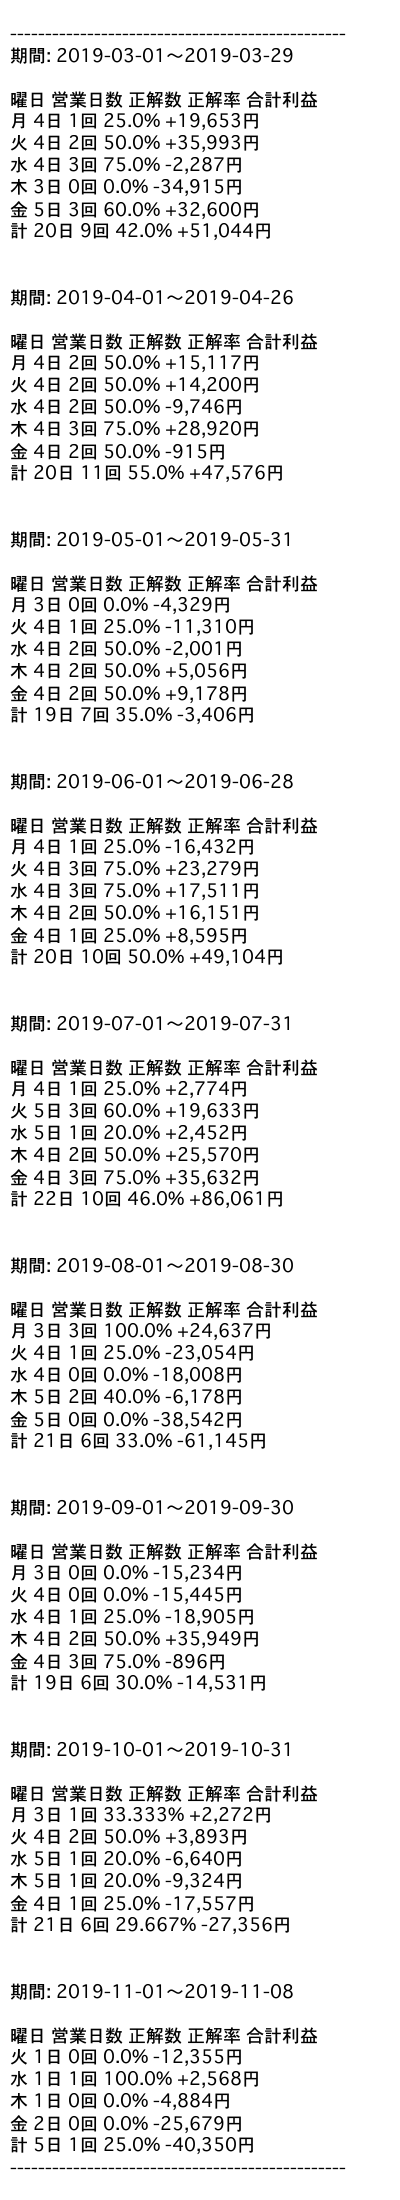 ------------------------------------------------
期間: 2019-03-01〜2019-03-29
曜日 営業日数 正解数 正解率 合計利益
月 4日 1回 25.0% +19,653円
火 4日 2回 50.0% +35,993円
水 4日 3回 75.0% -2,287円
木 3日 0回 0.0% -34,915円
金 5日 3回 60.0% +32,600円
計 20日 9回 42.0% +51,044円
期間: 2019-04-01〜2019-04-26
曜日 営業日数 正解数 正解率 合計利益
月 4日 2回 50.0% +15,117円
火 4日 2回 50.0% +14,200円
水 4日 2回 50.0% -9,746円
木 4日 3回 75.0% +28,920円
金 4日 2回 50.0% -915円
計 20日 11回 55.0% +47,576円
期間: 2019-05-01〜2019-05-31
曜日 営業日数 正解数 正解率 合計利益
月 3日 0回 0.0% -4,329円
火 4日 1回 25.0% -11,310円
水 4日 2回 50.0% -2,001円
木 4日 2回 50.0% +5,056円
金 4日 2回 50.0% +9,178円
計 19日 7回 35.0% -3,406円
期間: 2019-06-01〜2019-06-28
曜日 営業日数 正解数 正解率 合計利益
月 4日 1回 25.0% -16,432円
火 4日 3回 75.0% +23,279円
水 4日 3回 75.0% +17,511円
木 4日 2回 50.0% +16,151円
金 4日 1回 25.0% +8,595円
計 20日 10回 50.0% +49,104円
期間: 2019-07-01〜2019-07-31
曜日 営業日数 正解数 正解率 合計利益
月 4日 1回 25.0% +2,774円
火 5日 3回 60.0% +19,633円
水 5日 1回 20.0% +2,452円
木 4日 2回 50.0% +25,570円
金 4日 3回 75.0% +35,632円
計 22日 10回 46.0% +86,061円
期間: 2019-08-01〜2019-08-30
曜日 営業日数 正解数 正解率 合計利益
月 3日 3回 100.0% +24,637円
火 4日 1回 25.0% -23,054円
水 4日 0回 0.0% -18,008円
木 5日 2回 40.0% -6,178円
金 5日 0回 0.0% -38,542円
計 21日 6回 33.0% -61,145円
期間: 2019-09-01〜2019-09-30
曜日 営業日数 正解数 正解率 合計利益
月 3日 0回 0.0% -15,234円
火 4日 0回 0.0% -15,445円
水 4日 1回 25.0% -18,905円
木 4日 2回 50.0% +35,949円
金 4日 3回 75.0% -896円
計 19日 6回 30.0% -14,531円
期間: 2019-10-01〜2019-10-31
曜日 営業日数 正解数 正解率 合計利益
月 3日 1回 33.333% +2,272円
火 4日 2回 50.0% +3,893円
水 5日 1回 20.0% -6,640円
木 5日 1回 20.0% -9,324円
金 4日 1回 25.0% -17,557円
計 21日 6回 29.667% -27,356円
期間: 2019-11-01〜2019-11-08
曜日 営業日数 正解数 正解率 合計利益
火 1日 0回 0.0% -12,355円
水 1日 1回 100.0% +2,568円
木 1日 0回 0.0% -4,884円
金 2日 0回 0.0% -25,679円
計 5日 1回 25.0% -40,350円
------------------------------------------------